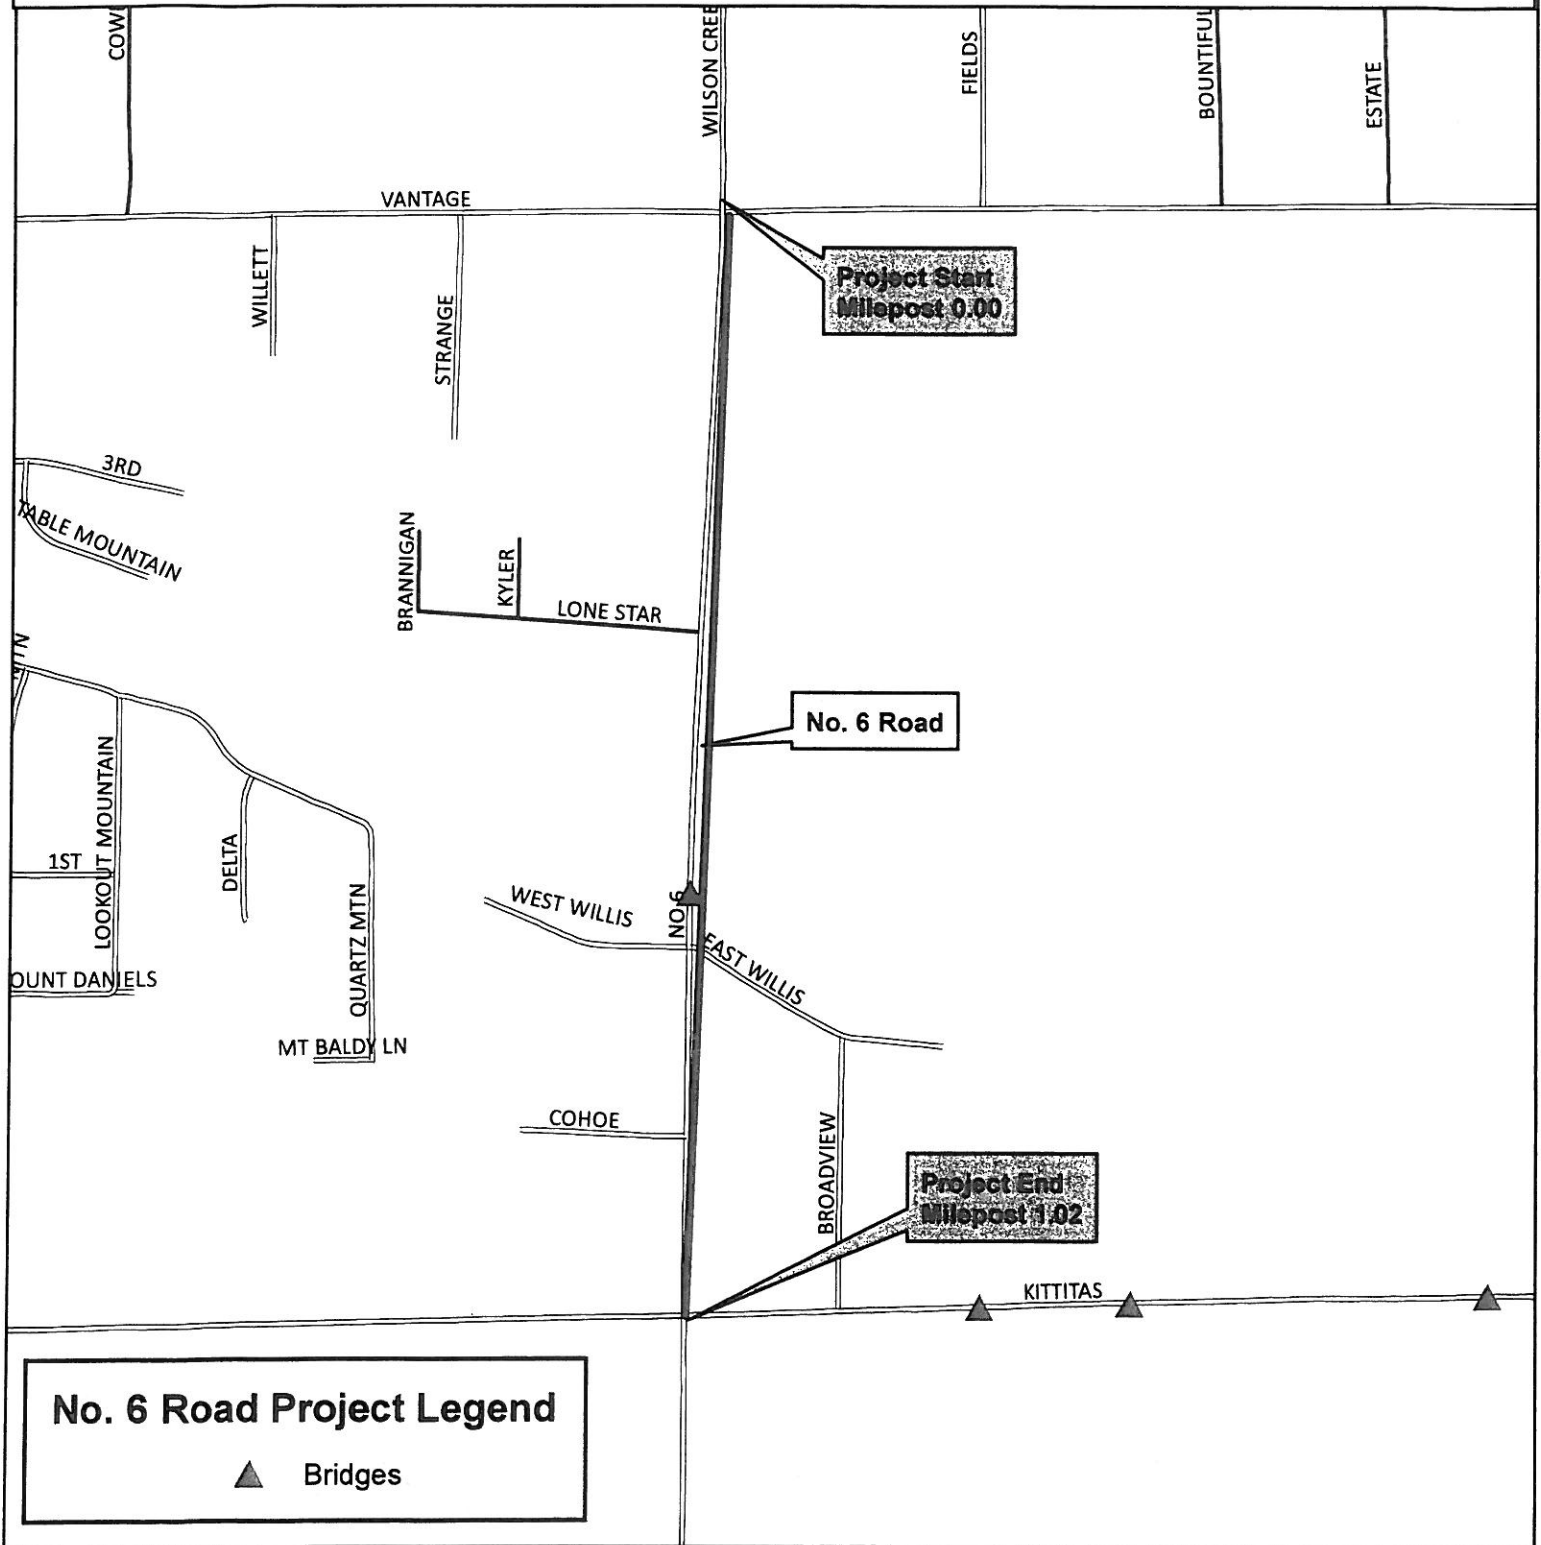 COW
WILSON CREE
FIELDS
BOUNTIFUL
ESTATE
VANTAGE
WILLETT
STRANGE
Project Start
Milepost 0.00
3RD
TABLE MOUNTAIN
BRANNIGAN
KYLER
LONE STAR
TN
No. 6 Road
LOOKOUT MOUNTAIN
1ST
DELTA
QUARTZ MTN
WEST WILLIS
NO 6
EAST WILLIS
OUNT DANIELS
MT BALDY LN
COHOE
BROADVIEW
Project End
Milepost 1.02
KITTITAS
No. 6 Road Project Legend
Bridges